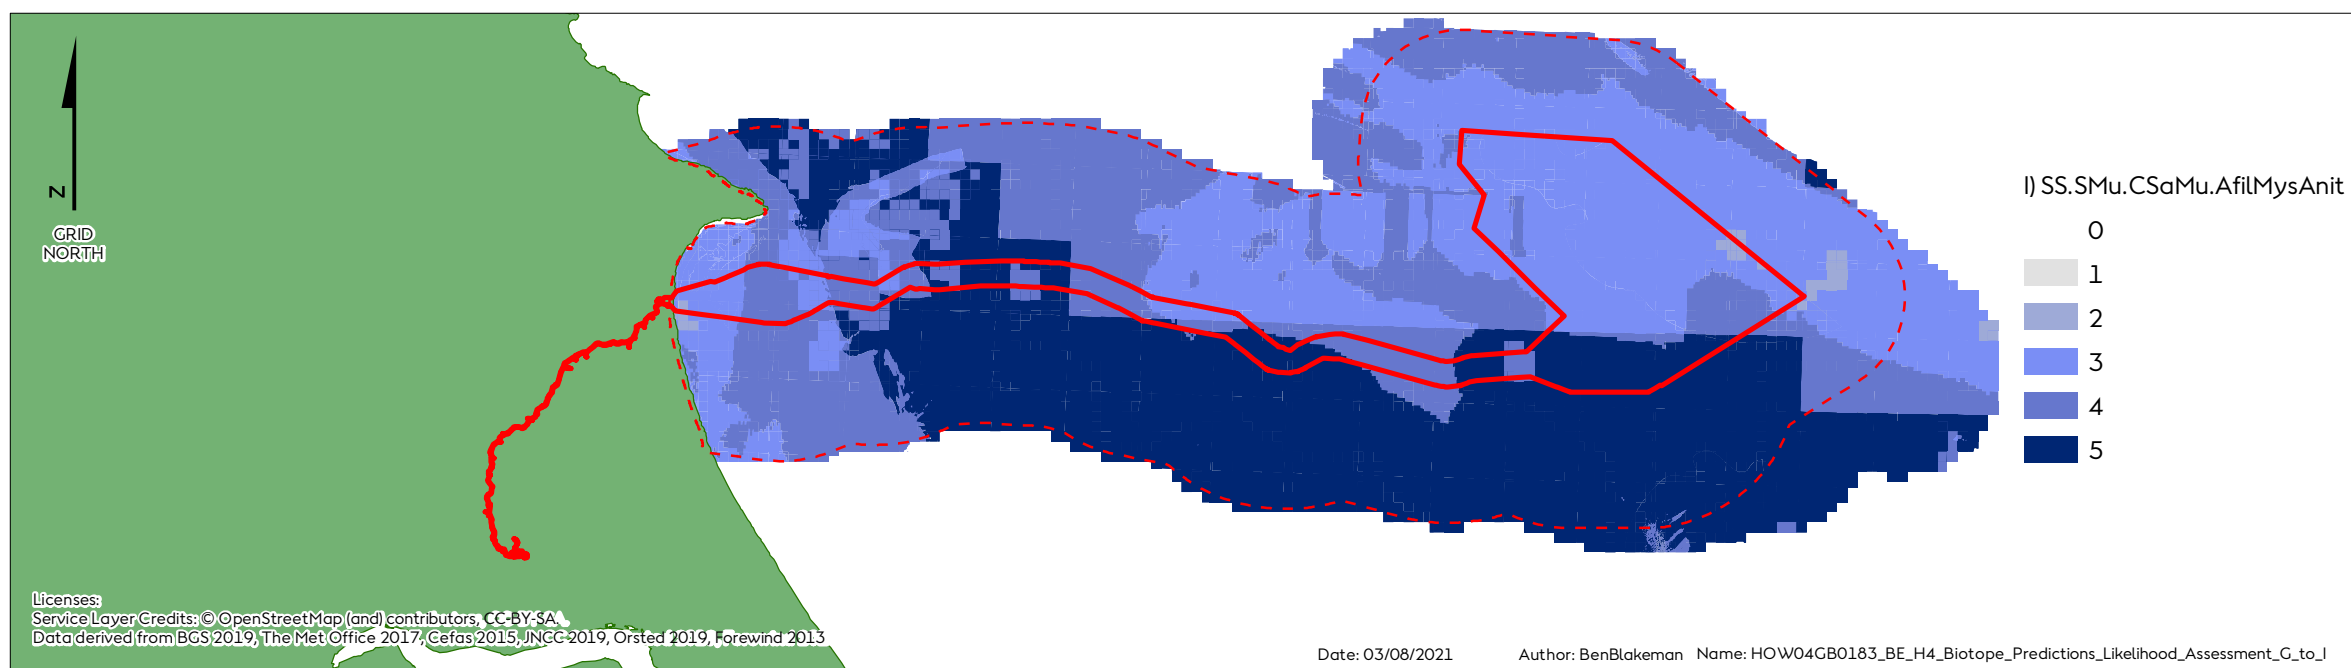 N
GRID
NORTH
I) SS.SMu.CSaMu.AfilMysAnit
0
1
2
3
4
5
Licenses:
Service Layer Credits: © OpenStreetMap (and) contributors, CC-BY-SA.
Data derived from BGS 2019, The Met Office 2017, Cefas 2015, JNCC 2019, Orsted 2019, Forewind 2013
Date: 03/08/2021 Author: BenBlakeman Name: HOW04GB0183_BE_H4_Biotope_Predictions_Likelihood_Assessment_G_to_I